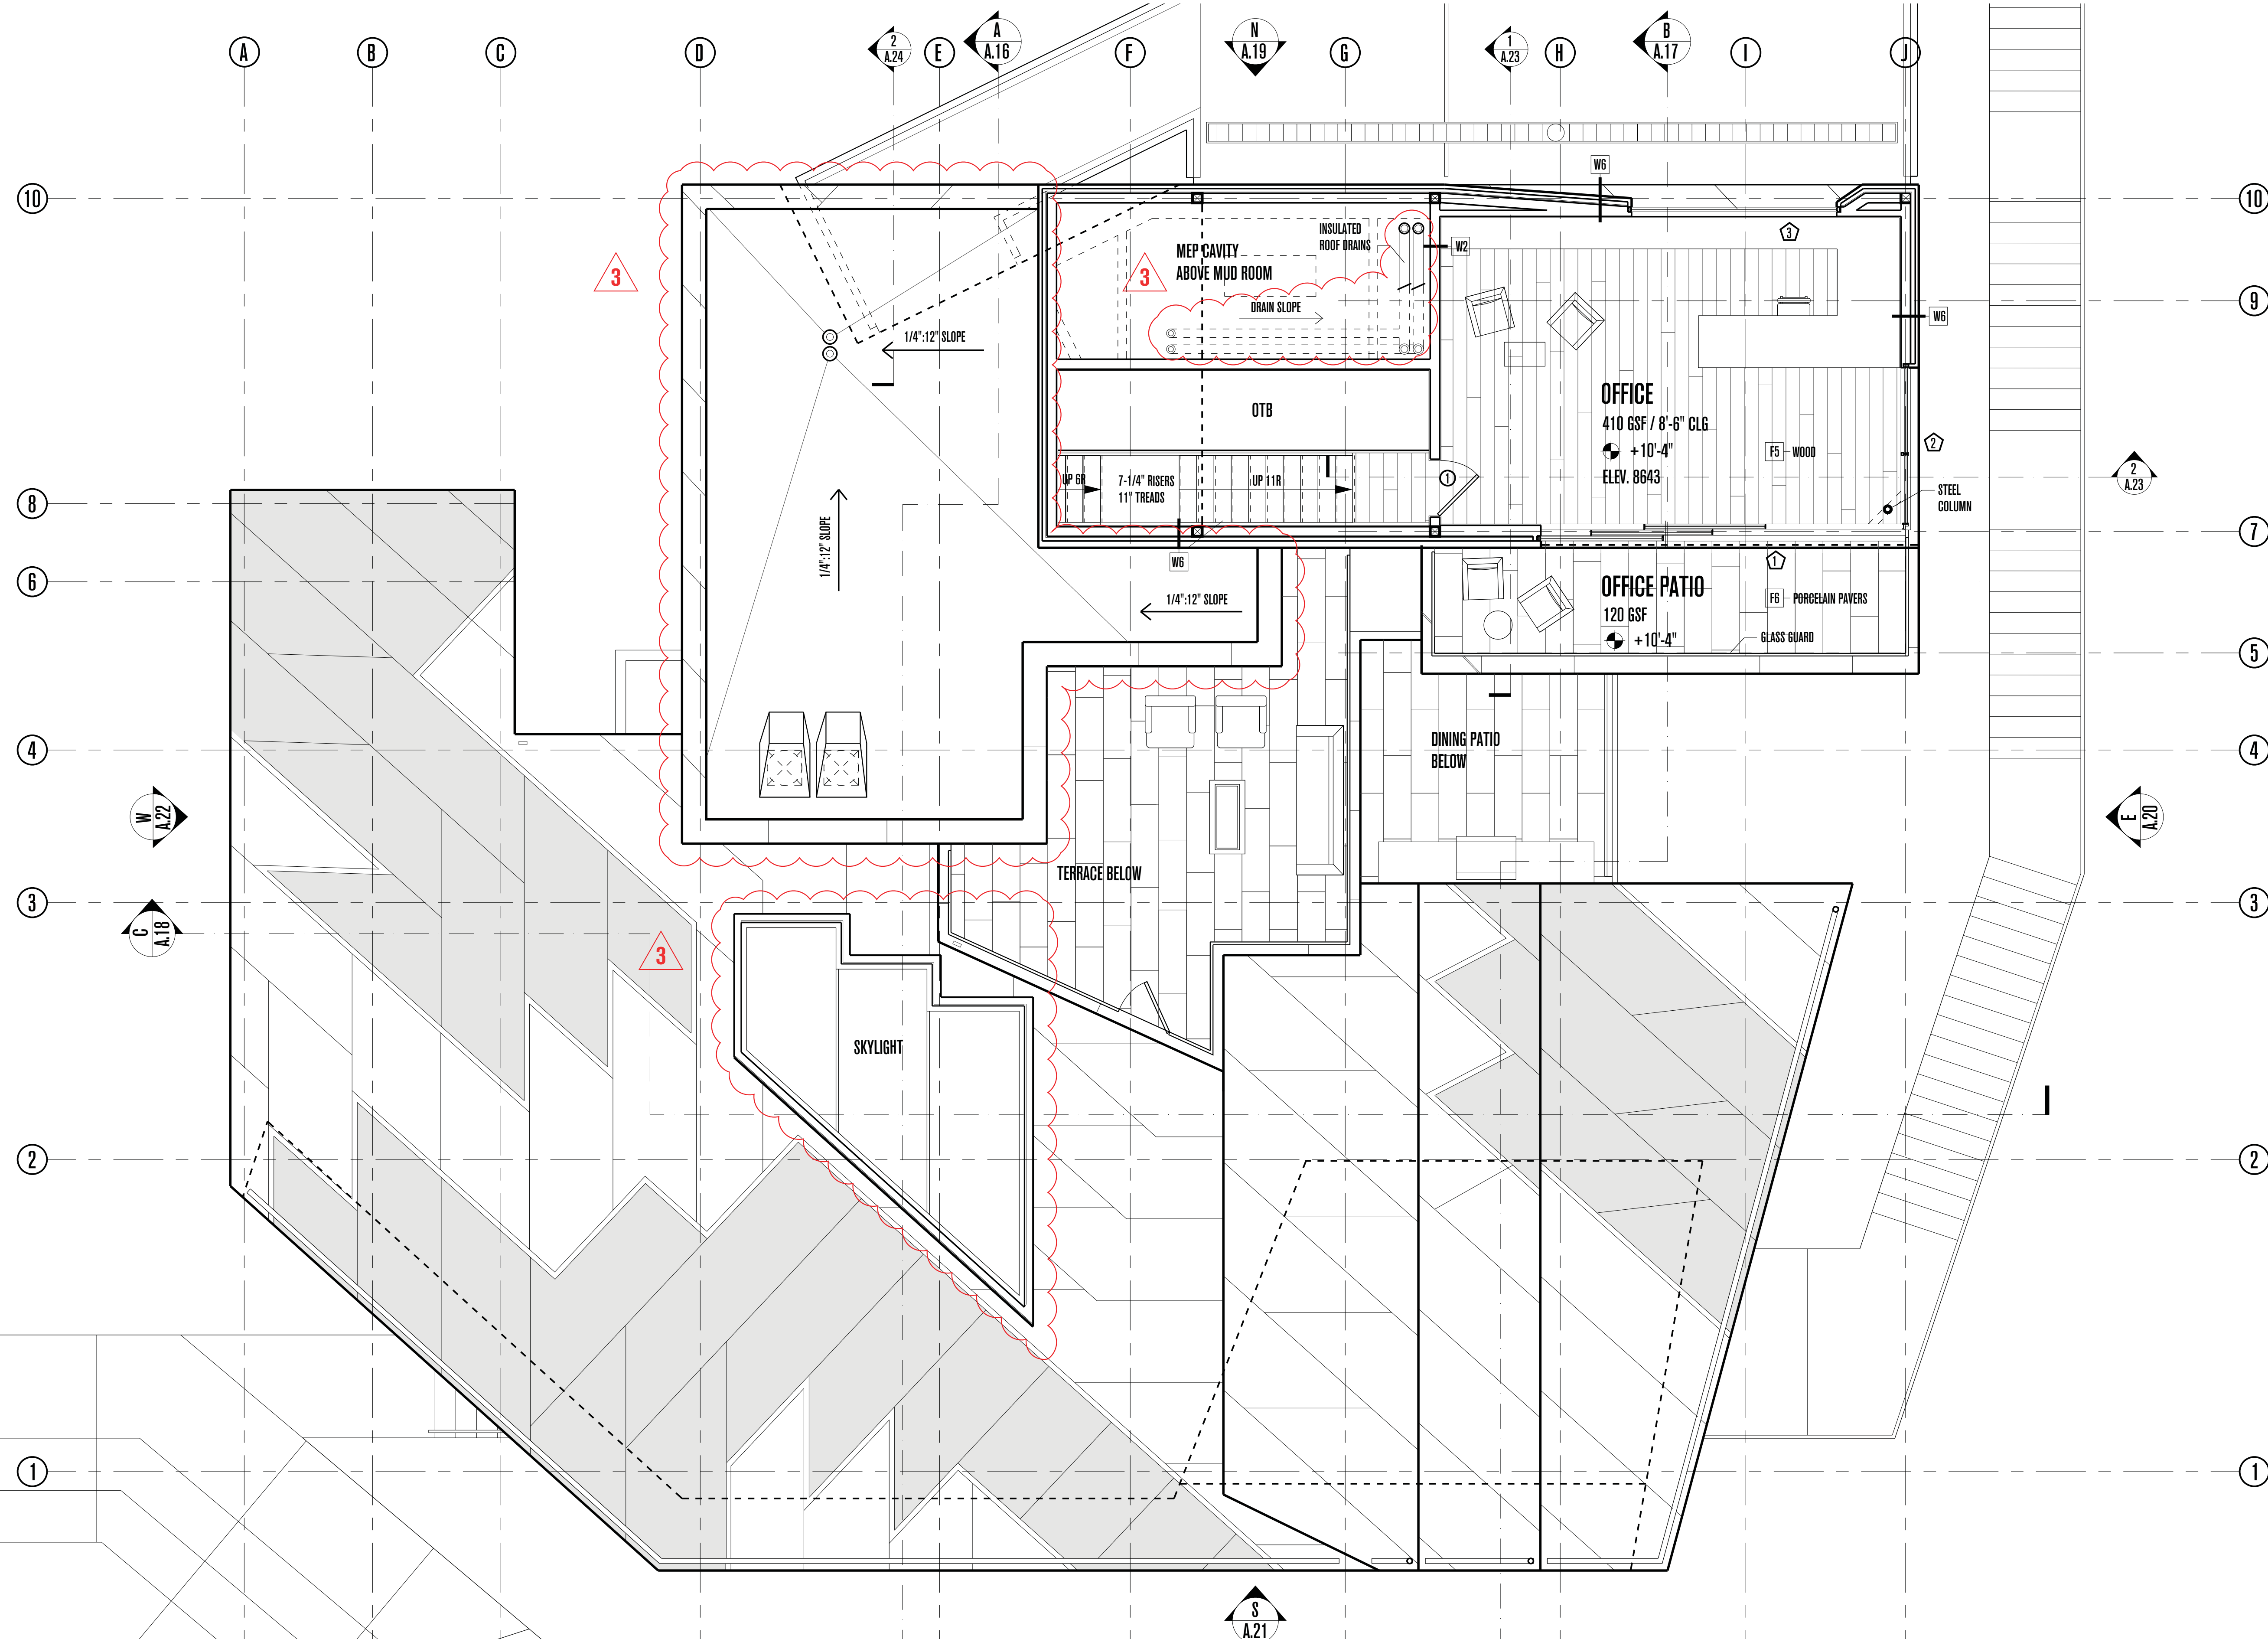 A
B
C
D
2
A.24
E
A
A.16
F
N
A.19
G
1
A.23
H
B
A.17
I
J
10
W6
10
3
INSULATED
ROOF DRAINS
W2
MEP CAVITY
ABOVE MUD ROOM
3
3
9
DRAIN SLOPE
W6
1/4":12" SLOPE
OTB
OFFICE
410 GSF / 8'-6" CLG
+10'-4"
ELEV. 8643
F5
WOOD
2
2
A.23
UP 6R
7-1/4" RISERS
11" TREADS
UP 11R
1
STEEL
COLUMN
8
7
1/4":12" SLOPE
W6
1
6
OFFICE PATIO
120 GSF
+10'-4"
F6
PORCELAIN PAVERS
GLASS GUARD
1/4":12" SLOPE
5
4
DINING PATIO
BELOW
4
W
A.22
E
A.20
TERRACE BELOW
3
3
C
A.18
3
SKYLIGHT
2
2
1
1
S
A.21